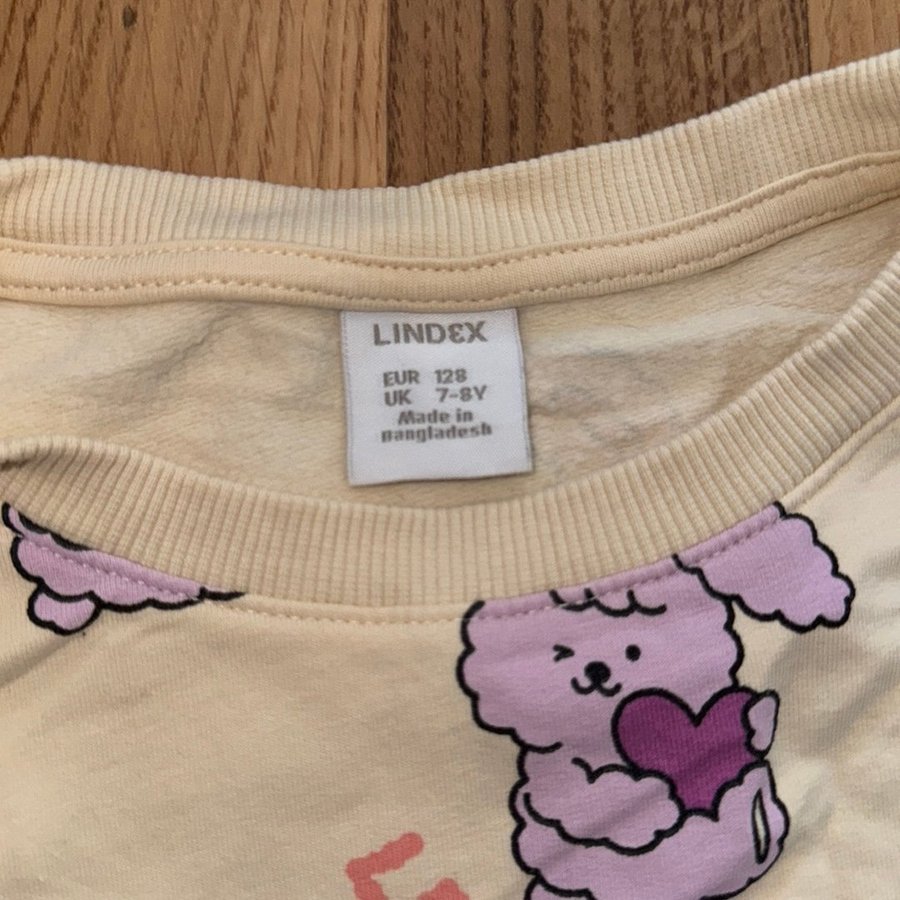 LINDEX
EUR 128
UK 7-8Y
Made in
Bangladesh